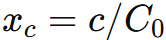 x_c = c/C_0